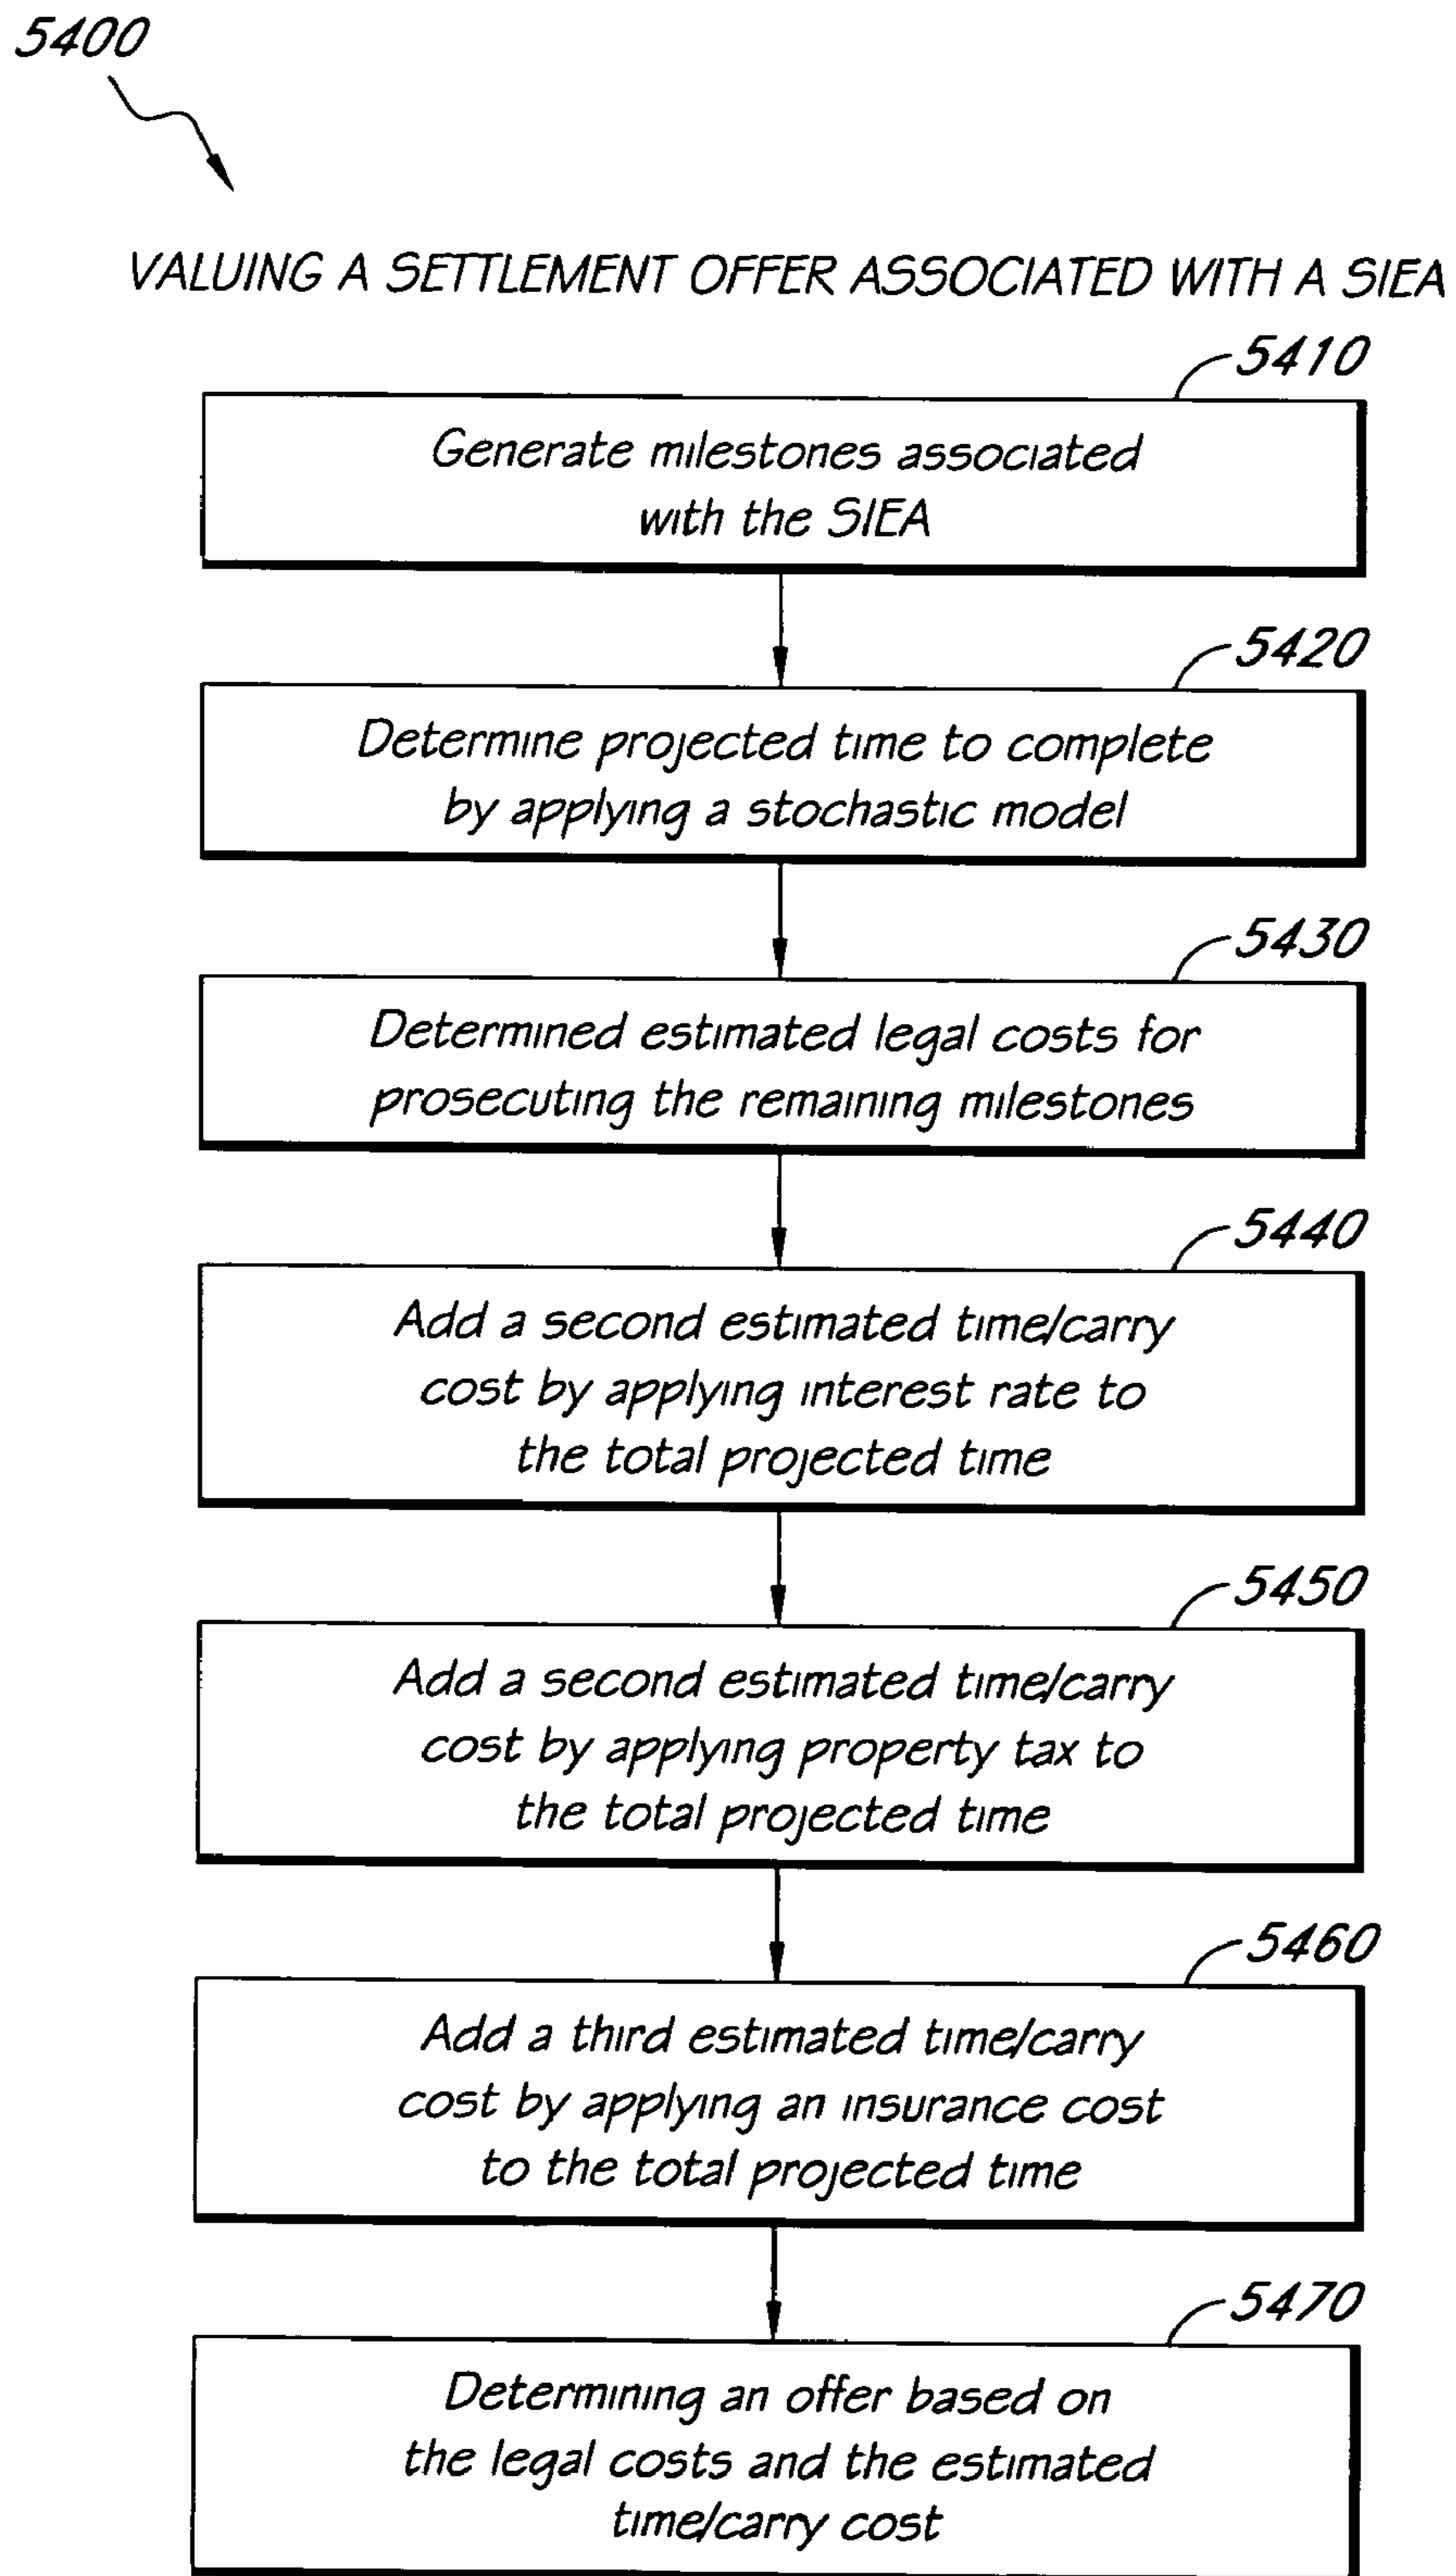 5400
VALUING A SETTLEMENT OFFER ASSOCIATED WITH A SIEA
5410
Generate milestones associated
with the SIEA
5420
Determine projected time to complete
by applying a stochastic model
5430
Determined estimated legal costs for
prosecuting the remaining milestones
5440
Add a second estimated time/carry
cost by applying interest rate to
the total projected time
5450
Add a second estimated time/carry
cost by applying property tax to
the total projected time
5460
Add a third estimated time/carry
cost by applying an insurance cost
to the total projected time
5470
Determining an offer based on
the legal costs and the estimated
time/carry cost